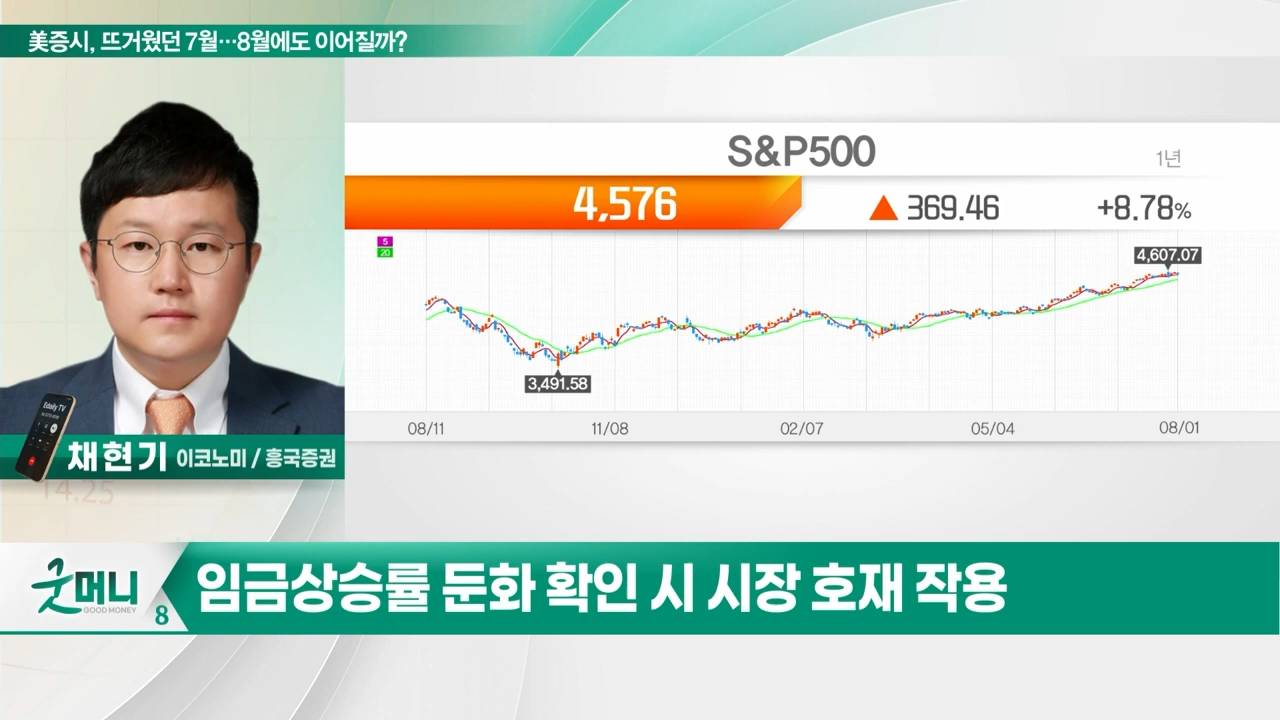 美증시, 뜨거웠던 7월…8월에도 이어질까?
S&P500
1년
4,576
▲ 369.46
+8.78%
5
20
4,607.07
3,491.58
08/11
11/08
02/07
05/04
08/01
Edaily TV
채현기 이코노미 / 흥국증권
14.25
굿머니
GOOD MONEY
8
임금상승률 둔화 확인 시 시장 호재 작용